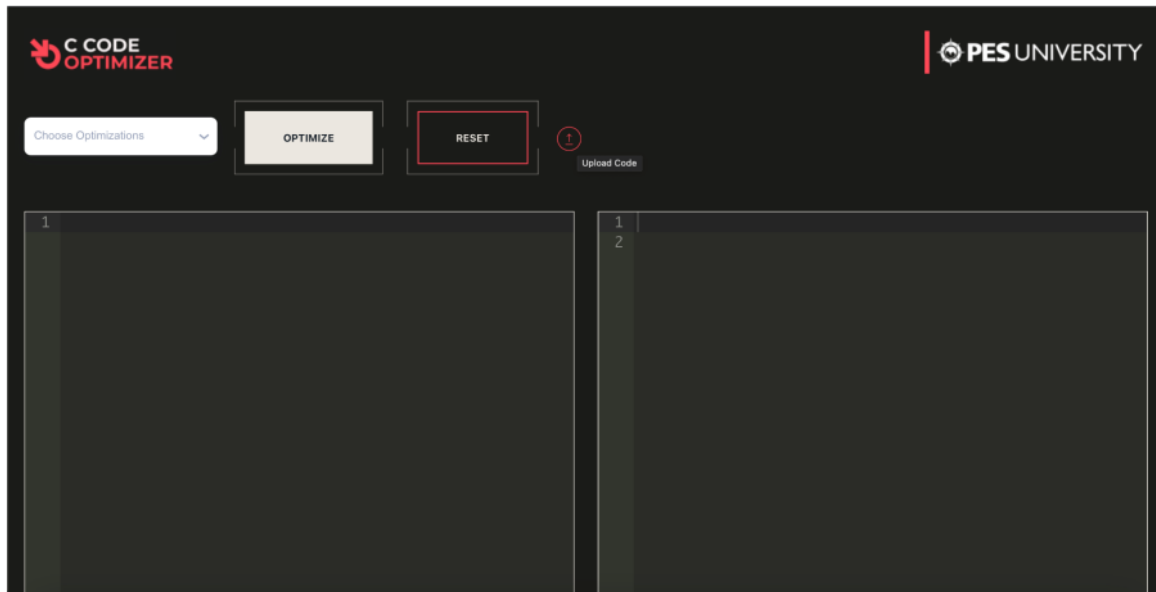 C CODE
OPTIMIZER
PES UNIVERSITY
Choose Optimizations
OPTIMIZE
RESET
Upload Code
1
1
2